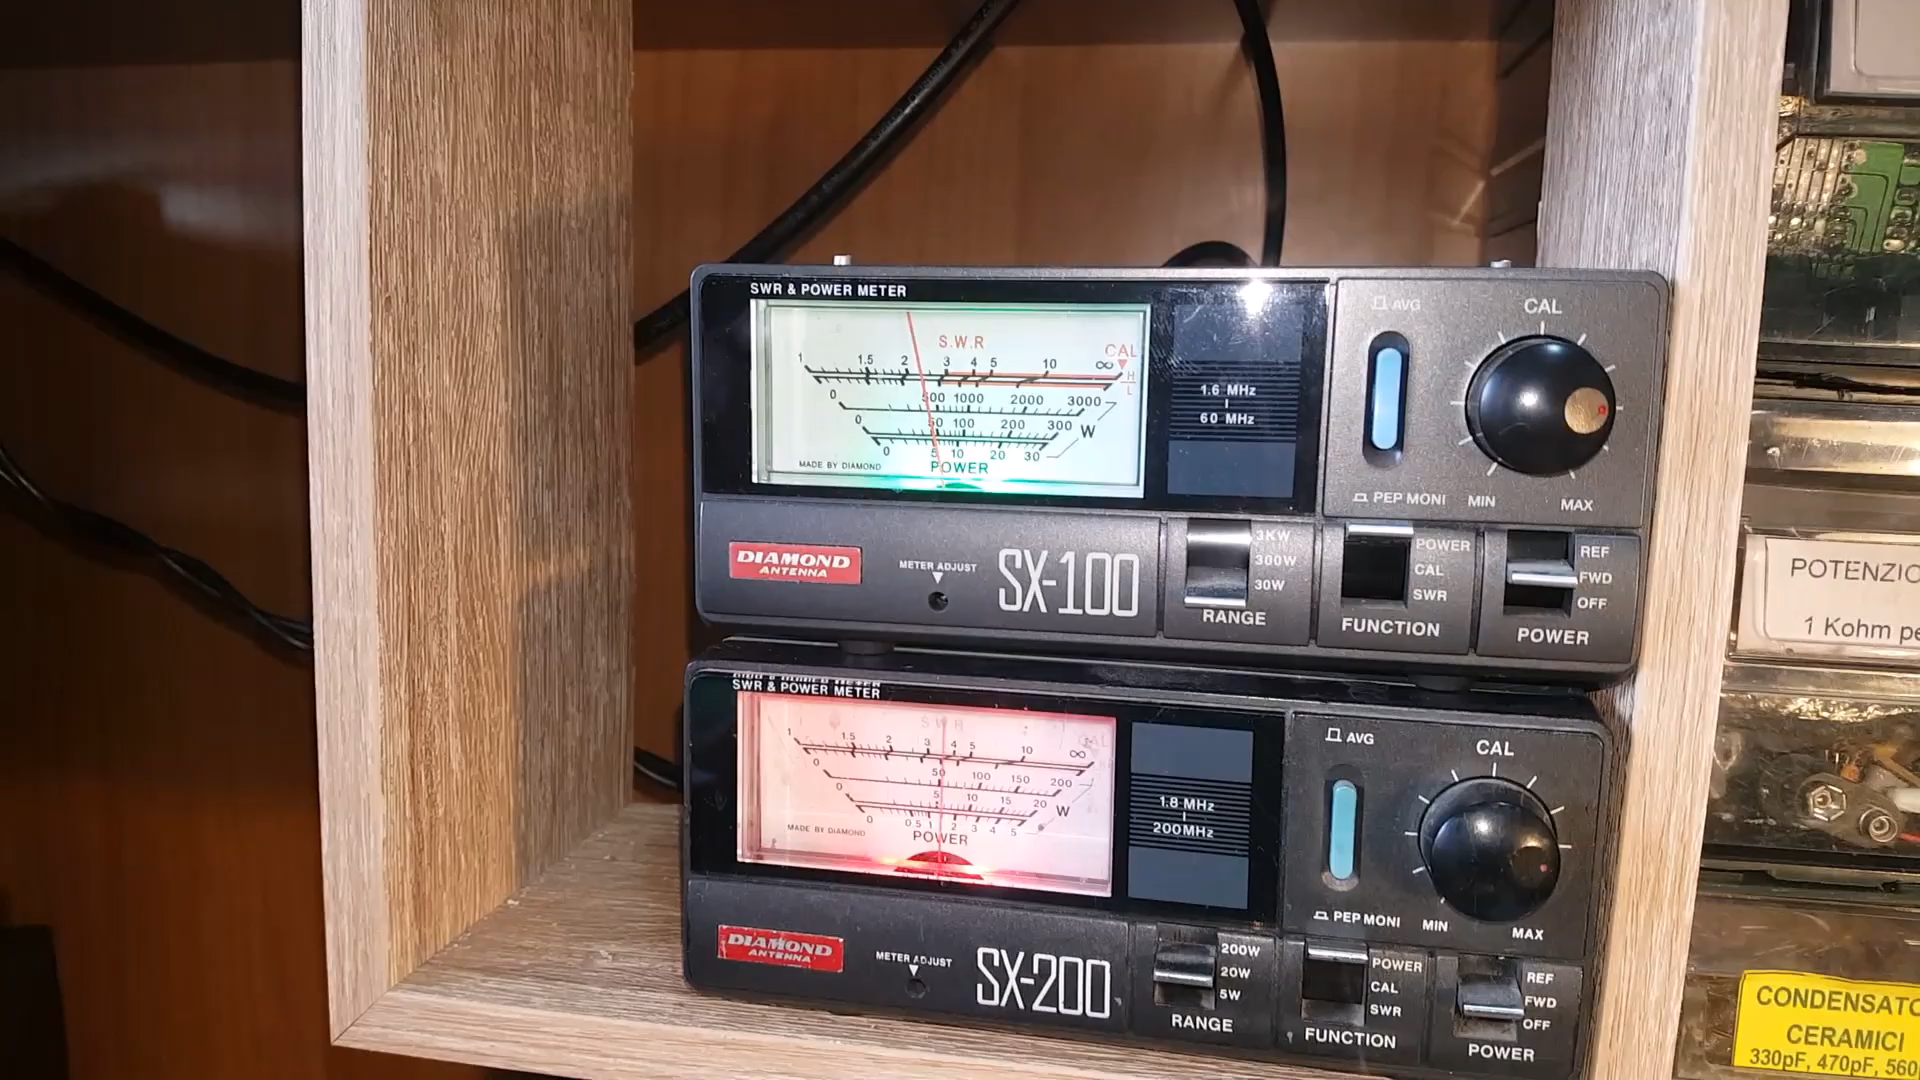 SWR & POWER METER
S.W.R
CAL
1 1.5 2 3 4 5 10 ∞
H
L
0 500 1000 2000 3000
0 50 100 200 300 W
0 5 10 20 30
MADE BY DIAMOND
POWER
1.6 MHz
60 MHz
AVG
PEP MONI
CAL
MIN MAX
DIAMOND
ANTENNA
METER ADJUST
SX-100
3KW
300W
30W
RANGE
POWER
CAL
SWR
FUNCTION
REF
FWD
OFF
POWER
SWR & POWER METER
S.W.R
CAL
1 1.5 2 3 4 5 10 ∞
0 50 100 150 200
0 5 10 15 20 W
0 0.5 1 2 3 4 5
MADE BY DIAMOND
POWER
1.8 MHz
200MHz
AVG
PEP MONI
CAL
MIN MAX
DIAMOND
ANTENNA
METER ADJUST
SX-200
200W
20W
5W
RANGE
POWER
CAL
SWR
FUNCTION
REF
FWD
OFF
POWER
POTENZIO
1 Kohm pe
CONDENSATO
CERAMICI
330pF, 470pF, 560